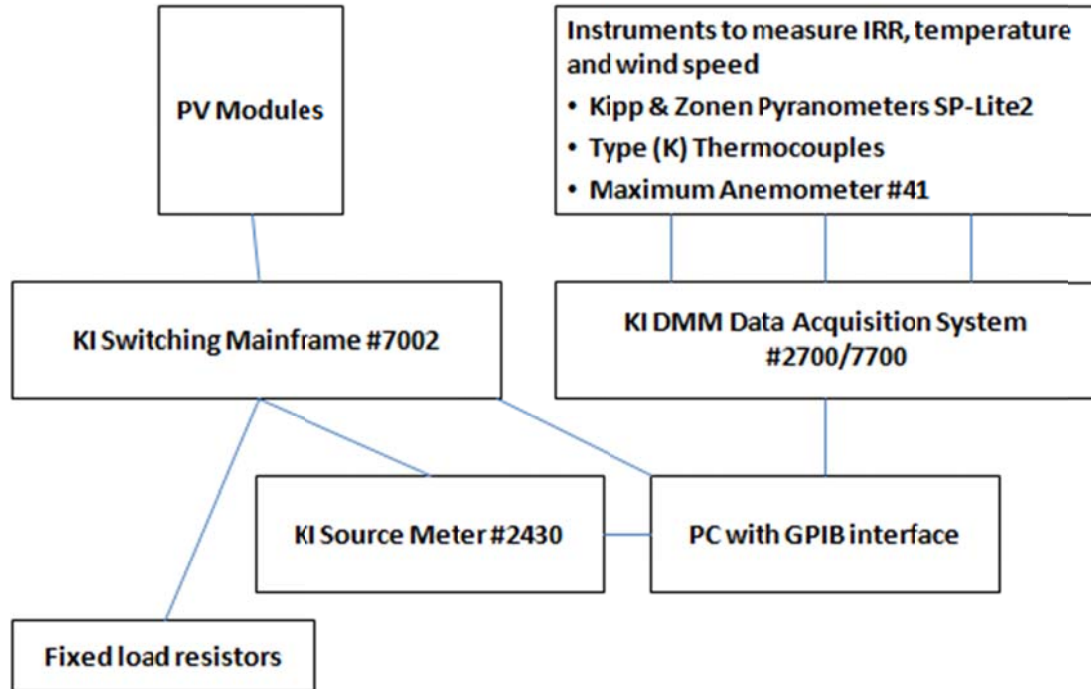 PV Modules
Instruments to measure IRR, temperature
and wind speed
• Kipp & Zonen Pyranometers SP-Lite2
• Type (K) Thermocouples
• Maximum Anemometer #41
KI Switching Mainframe #7002
KI DMM Data Acquisition System
#2700/7700
KI Source Meter #2430
PC with GPIB interface
Fixed load resistors